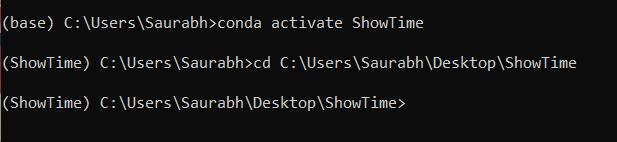 (base) C:\Users\Saurabh>conda activate ShowTime
(ShowTime) C:\Users\Saurabh>cd C:\Users\Saurabh\Desktop\ShowTime
(ShowTime) C:\Users\Saurabh\Desktop\ShowTime>